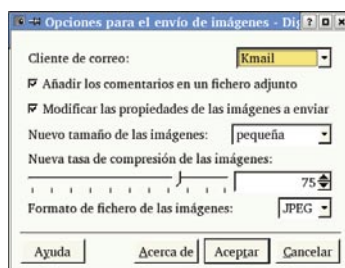 Opciones para el envío de imágenes - Dig
Cliente de correo: Kmail
Añadir los comentarios en un fichero adjunto
Modificar las propiedades de las imágenes a enviar
Nuevo tamaño de las imágenes: pequeña
Nueva tasa de compresión de las imágenes:
75
Formato de fichero de las imágenes: JPEG
Ayuda Acerca de Aceptar Cancelar